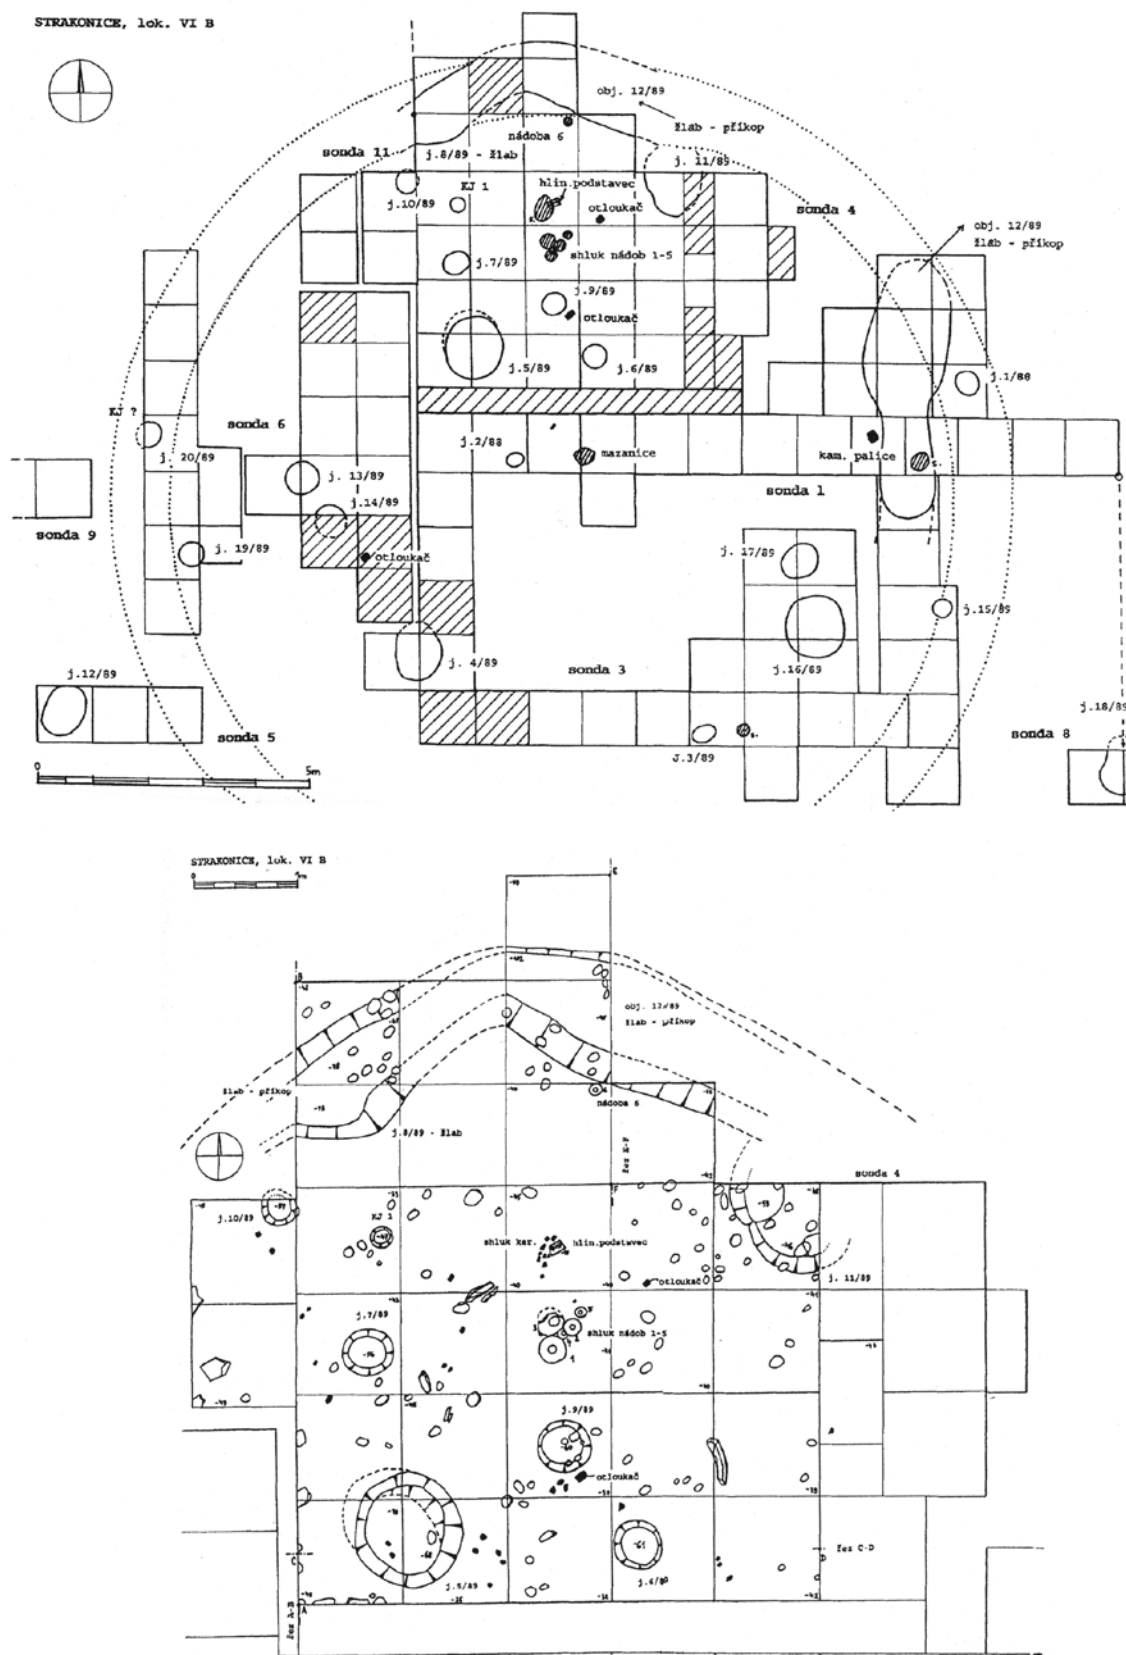 STRAKONICE, lok. VI B
obj. 12/89
žlab - příkop
nádoba 6
sonda 11
j.8/89 - žlab
j. 11/89
j.10/89
KJ 1
hlin.podstavec
otloukač
sonda 4
obj. 12/89
žlab - příkop
shluk nádob 1-5
j.7/89
j.9/89
otloukač
j.5/89
j.6/89
j.1/88
KJ ?
sonda 6
j.2/88
mazanice
kam. palice
s.
j. 20/89
j. 13/89
sonda 1
j.14/89
sonda 9
j. 19/89
otloukač
j. 17/89
j.15/89
j. 4/89
sonda 3
j.16/89
j.12/89
j.18/89
sonda 5
J.3/89
s.
sonda 8
0
5m
STRAKONICE, lok. VI B
0
E
B
obj. 12/89
žlab - příkop
žlab - příkop
nádoba 6
j.8/89 - žlab
řez E-F
sonda 4
F
j.10/89
KJ 1
shluk ker.
hlin.podstavec
otloukač
j. 11/89
j.7/89
shluk nádob 1-5
j.9/89
otloukač
řez C-D
C
j.5/89
j.6/80
A
řez A-B